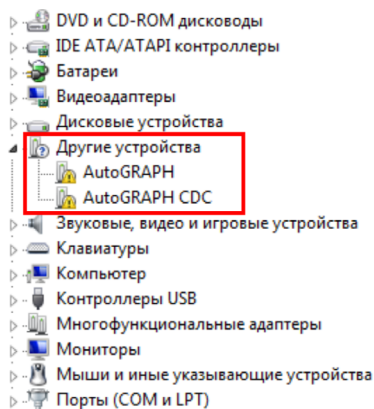 DVD и CD-ROM дисководы
IDE ATA/ATAPI контроллеры
Батареи
Видеоадаптеры
Дисковые устройства
Другие устройства
AutoGRAPH
AutoGRAPH CDC
Звуковые, видео и игровые устройства
Клавиатуры
Компьютер
Контроллеры USB
Многофункциональные адаптеры
Мониторы
Мыши и иные указывающие устройства
Порты (COM и LPT)